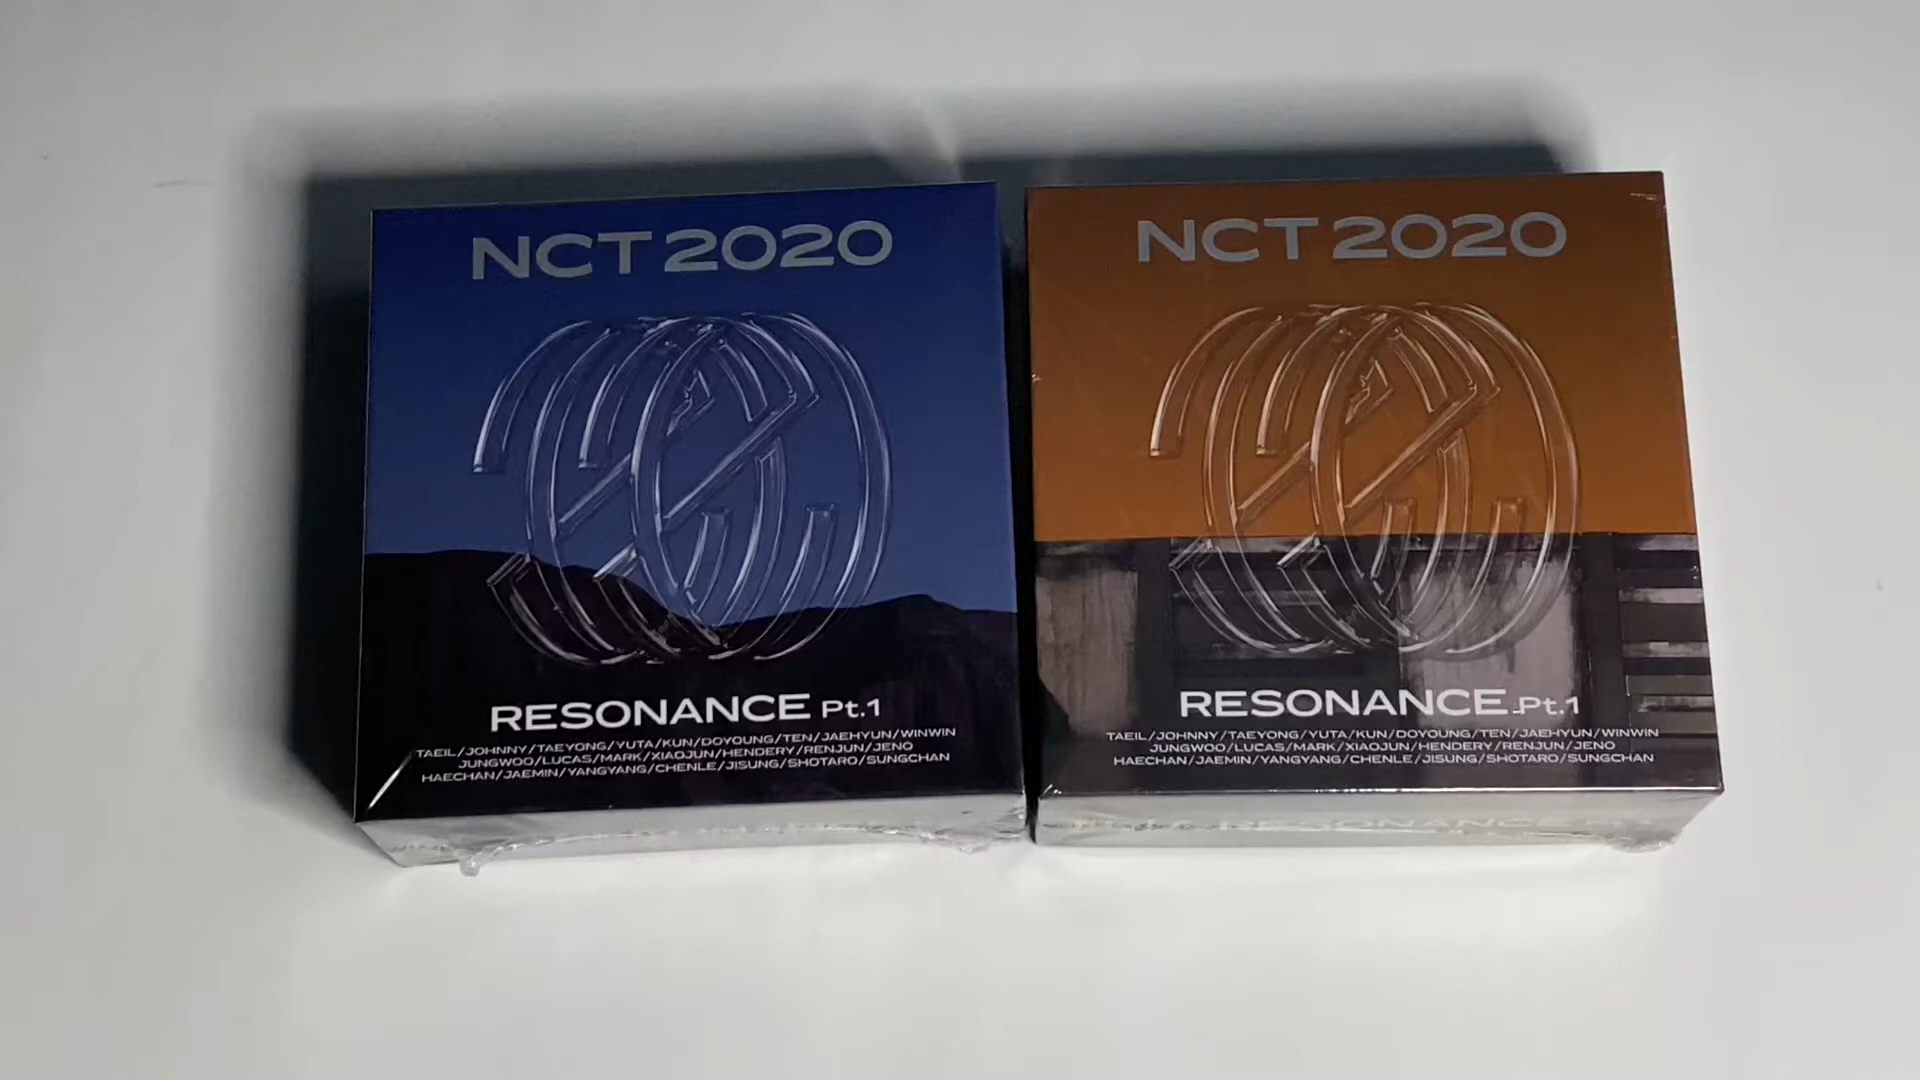 NCT 2020
RESONANCE Pt.1
TAEIL/JOHNNY/TAEYONG/YUTA/KUN/DOYOUNG/TEN/JAEHYUN/WINWIN
JUNGWOO/LUCAS/MARK/XIAOJUN/HENDERY/RENJUN/JENO
HAECHAN/JAEMIN/YANGYANG/CHENLE/JISUNG/SHOTARO/SUNGCHAN
NCT 2020
RESONANCE Pt.1
TAEIL/JOHNNY/TAEYONG/YUTA/KUN/DOYOUNG/TEN/JAEHYUN/WINWIN
JUNGWOO/LUCAS/MARK/XIAOJUN/HENDERY/RENJUN/JENO
HAECHAN/JAEMIN/YANGYANG/CHENLE/JISUNG/SHOTARO/SUNGCHAN